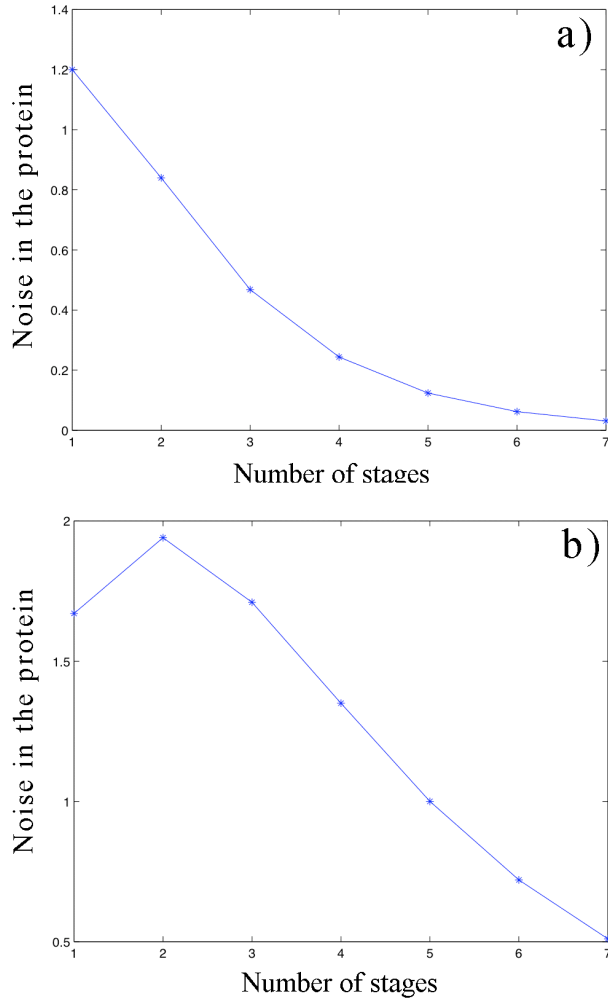 a)
1.4
1.2
1
0.8
0.6
0.4
0.2
0
Noise in the protein
1 2 3 4 5 6 7
Number of stages
b)
2
1.5
1
0.5
Noise in the protein
1 2 3 4 5 6 7
Number of stages